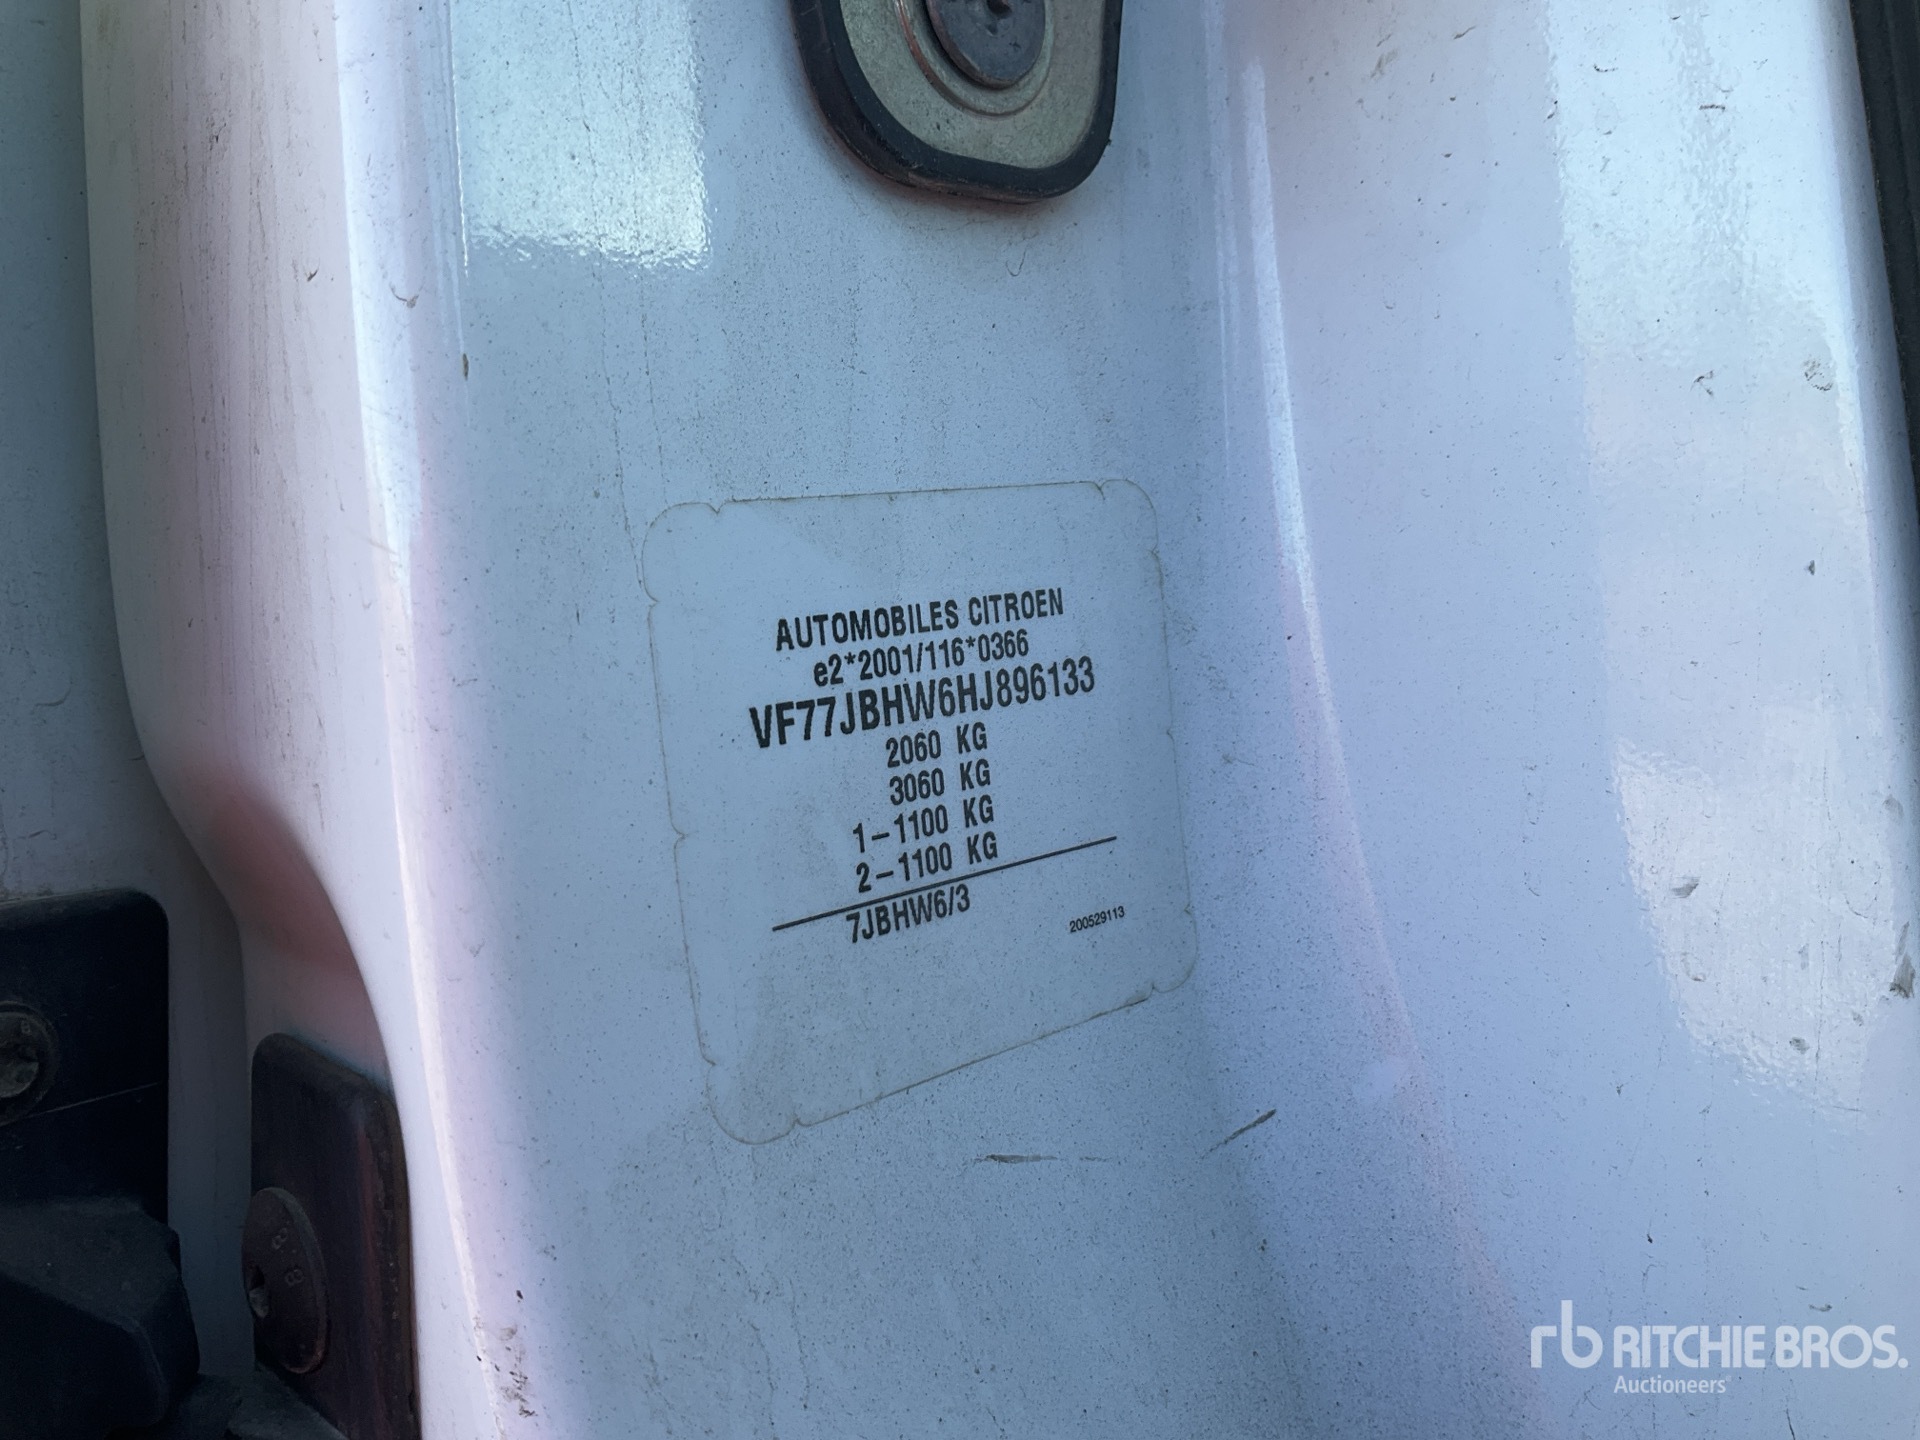 AUTOMOBILES CITROEN
e2*2001/116*0366
VF77JBHW6HJ896133
2060 KG
3060 KG
1-1100 KG
2-1100 KG
7JBHW6/3
200529113
rb RITCHIE BROS.
Auctioneers